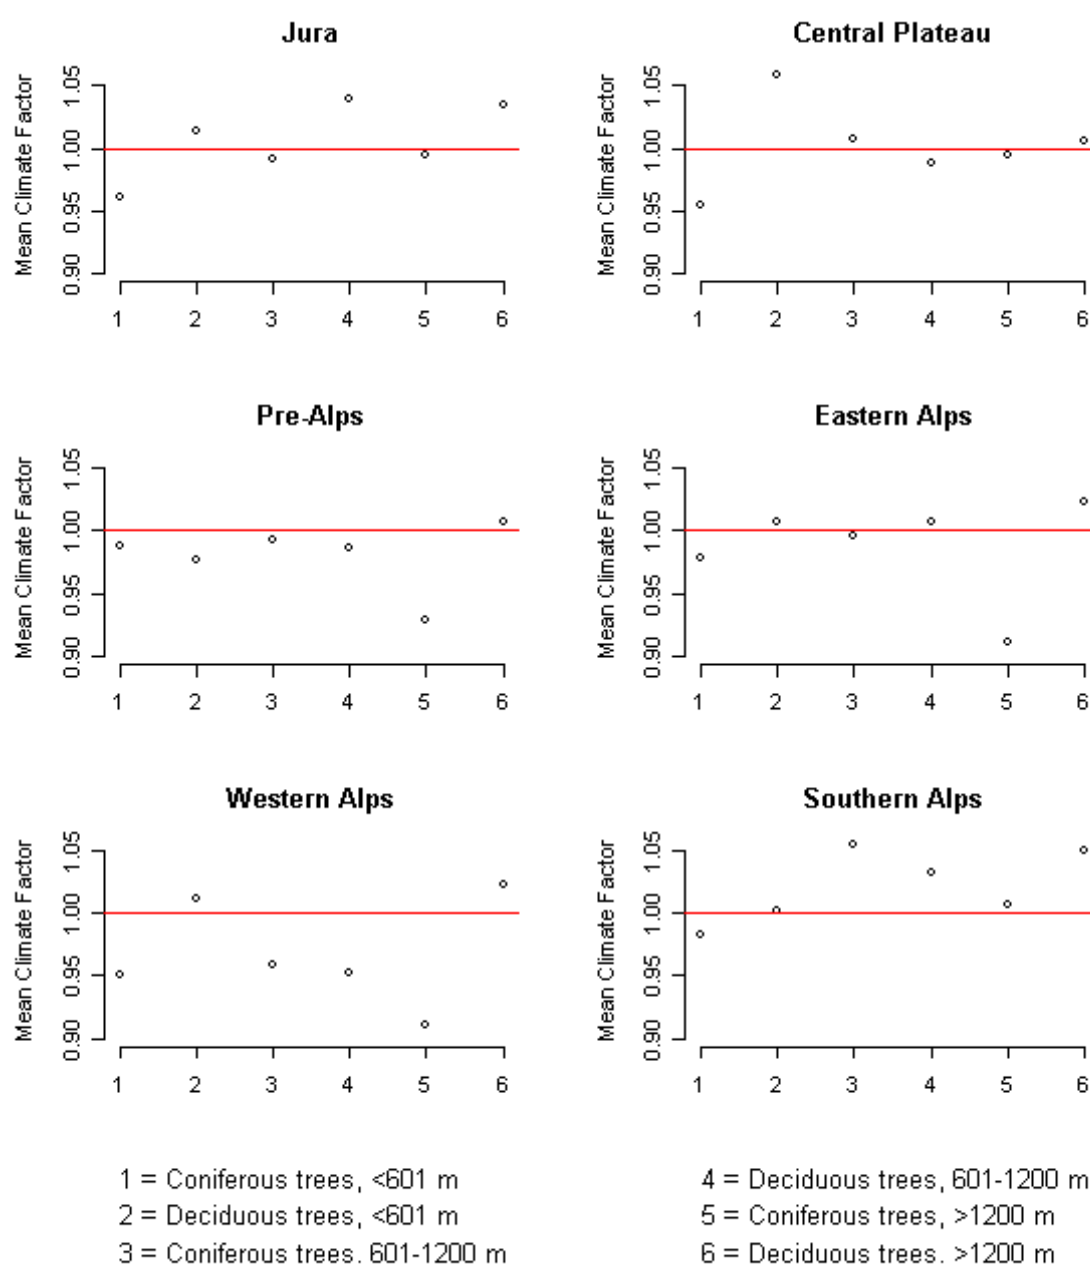 Jura
Mean Climate Factor
0.90 0.95 1.00 1.05
1 2 3 4 5 6
Central Plateau
Mean Climate Factor
0.90 0.95 1.00 1.05
1 2 3 4 5 6
Pre-Alps
Mean Climate Factor
0.90 0.95 1.00 1.05
1 2 3 4 5 6
Eastern Alps
Mean Climate Factor
0.90 0.95 1.00 1.05
1 2 3 4 5 6
Western Alps
Mean Climate Factor
0.90 0.95 1.00 1.05
1 2 3 4 5 6
Southern Alps
Mean Climate Factor
0.90 0.95 1.00 1.05
1 2 3 4 5 6
1 = Coniferous trees, <601 m
2 = Deciduous trees, <601 m
3 = Coniferous trees. 601-1200 m
4 = Deciduous trees, 601-1200 m
5 = Coniferous trees, >1200 m
6 = Deciduous trees. >1200 m